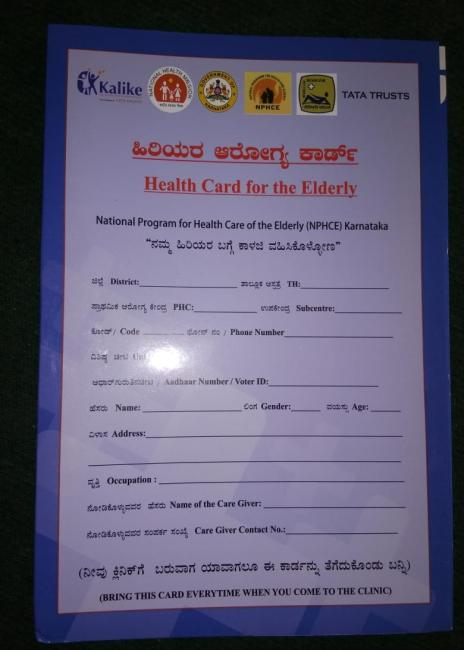 Kalike
NATIONAL HEALTH MISSION
NPHCE
TATA TRUSTS
ಹಿರಿಯರ ಆರೋಗ್ಯ ಕಾರ್ಡ್
Health Card for the Elderly
National Program for Health Care of the Elderly (NPHCE) Karnataka
"ನಮ್ಮ ಹಿರಿಯರ ಬಗ್ಗೆ ಕಾಳಜಿ ವಹಿಸಿಕೊಳ್ಳೋಣ"
ಜಿಲ್ಲೆ District: ತಾಲ್ಲೂಕ ಆಸ್ಪತ್ರೆ TH:
ಪ್ರಾಥಮಿಕ ಆರೋಗ್ಯ ಕೇಂದ್ರ PHC: ಉಪಕೇಂದ್ರ Subcentre:
ಕೋಡ್/ Code ಫೋನ್ ನಂ / Phone Number
ವಿಶಿಷ್ಟ
ಆಧಾರ್ / Aadhaar Number / Voter ID:
ಹೆಸರು Name: ಲಿಂಗ Gender: ವಯಸ್ಸು Age:
ವಿಳಾಸ Address:
ವೃತ್ತಿ Occupation :
ನೋಡಿಕೊಳ್ಳುವವರ ಹೆಸರು Name of the Care Giver:
ನೋಡಿಕೊಳ್ಳುವವರ ಸಂಪರ್ಕ ಸಂಖ್ಯೆ Care Giver Contact No.:
(ನೀವು ಕ್ಲಿನಿಕ್‌ಗೆ ಬರುವಾಗ ಯಾವಾಗಲೂ ಈ ಕಾರ್ಡನ್ನು ತೆಗೆದುಕೊಂಡು ಬನ್ನಿ)
(BRING THIS CARD EVERYTIME WHEN YOU COME TO THE CLINIC)